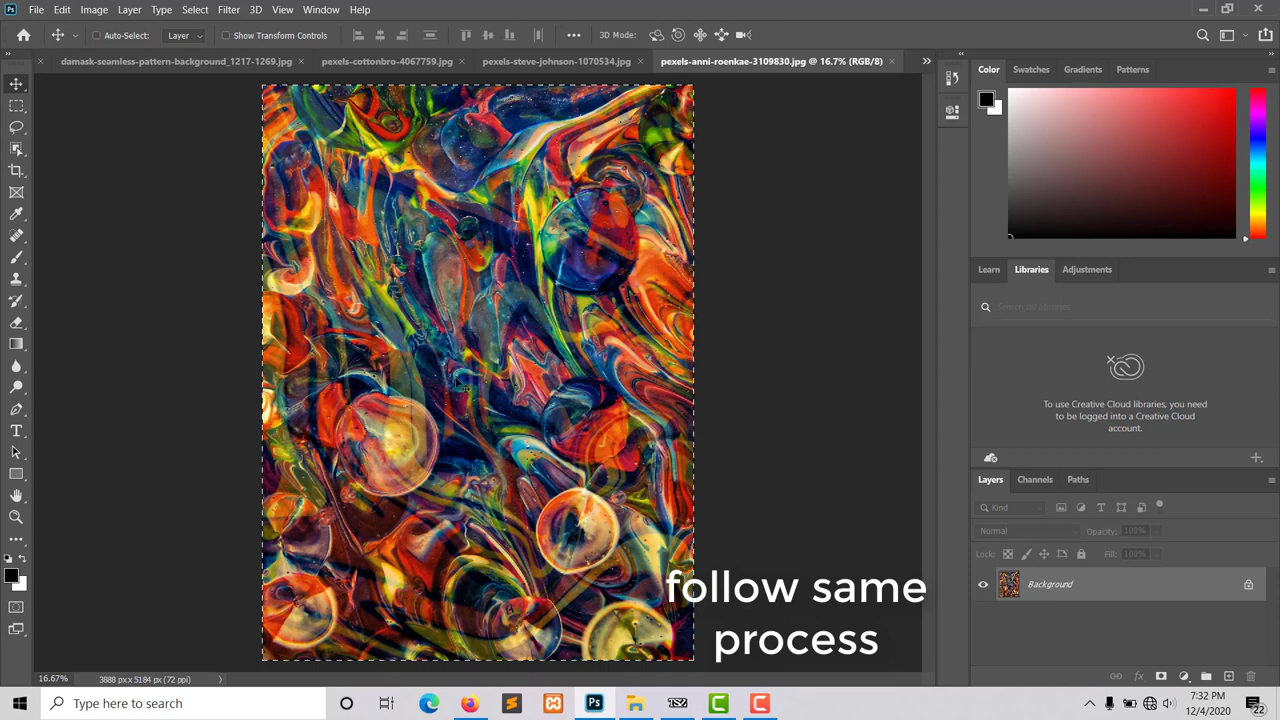 Ps File Edit Image Layer Type Select Filter 3D View Window Help
Auto-Select: Layer Show Transform Controls 3D Mode:
damask-seamless-pattern-background_1217-1269.jpg pexels-cottonbro-4067759.jpg pexels-steve-johnson-1070534.jpg pexels-anni-roenkae-3109830.jpg @ 16.7% (RGB/8)
Color Swatches Gradients Patterns
Learn Libraries Adjustments
To use Creative Cloud libraries, you need
to be logged into a Creative Cloud
account.
Layers Channels Paths
Kind
Normal Opacity: 100%
Lock: Fill: 100%
Background
follow same
process
16.67% 3888 px x 5184 px (72 ppi)
Type here to search
7:32 PM
12/4/2020
22